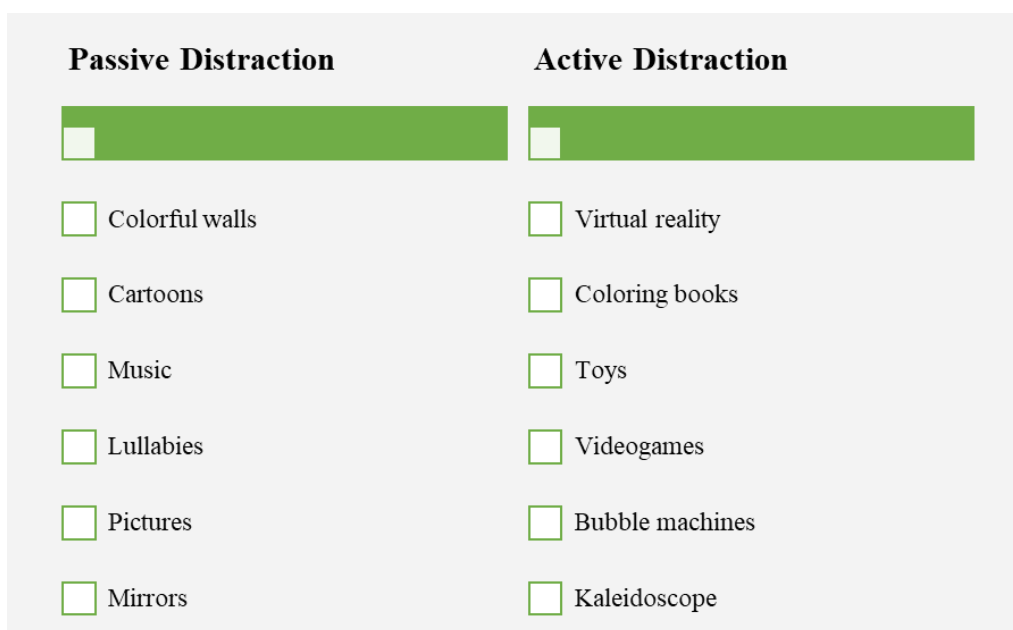 Passive Distraction
Colorful walls
Cartoons
Music
Lullabies
Pictures
Mirrors
Active Distraction
Virtual reality
Coloring books
Toys
Videogames
Bubble machines
Kaleidoscope